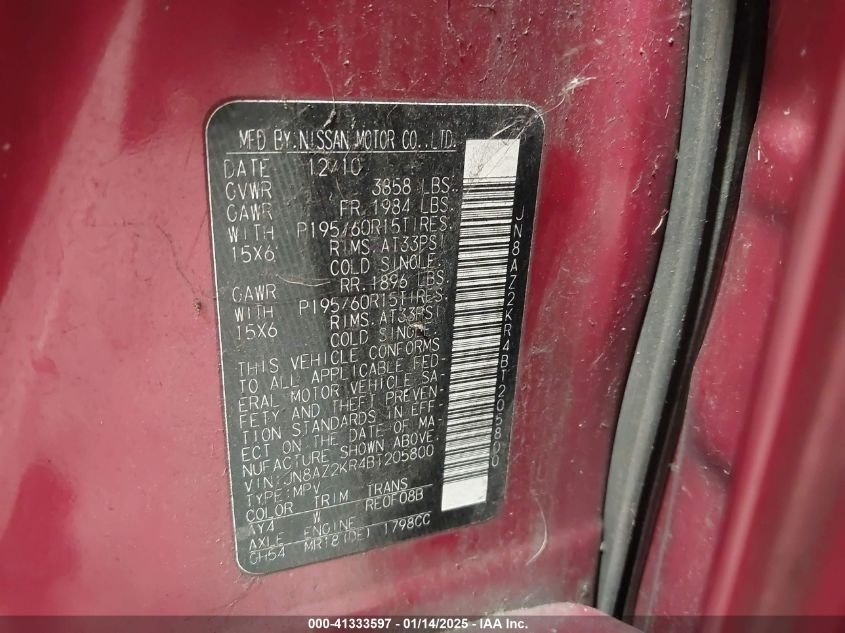 MFD BY.NISSAN MOTOR CO.,LTD.
DATE 12/10
GVWR 3858 LBS.
GAWR FR.1984 LBS.
WITH P195/60R15TIRES.
15X6 RIMS.AT33PSI
COLD SINGLE.
GAWR RR.1896 LBS.
WITH P195/60R15TIRES.
15X6 RIMS.AT33PSI
COLD SINGLE.
THIS VEHICLE CONFORMS
TO ALL APPLICABLE FED-
ERAL MOTOR VEHICLE SA-
FETY AND THEFT PREVEN-
TION STANDARDS IN EFF-
ECT ON THE DATE OF MA-
NUFACTURE SHOWN ABOVE.
VIN:JN8AZ2KR4BT205800
TYPE:MPV
COLOR TRIM TRANS
AY4 W RE0F08B
AXLE ENGINE
GH54 MR18(DE) 1798CC
JN8AZ2KR4BT205800
000-41333597 - 01/14/2025 - IAA Inc.